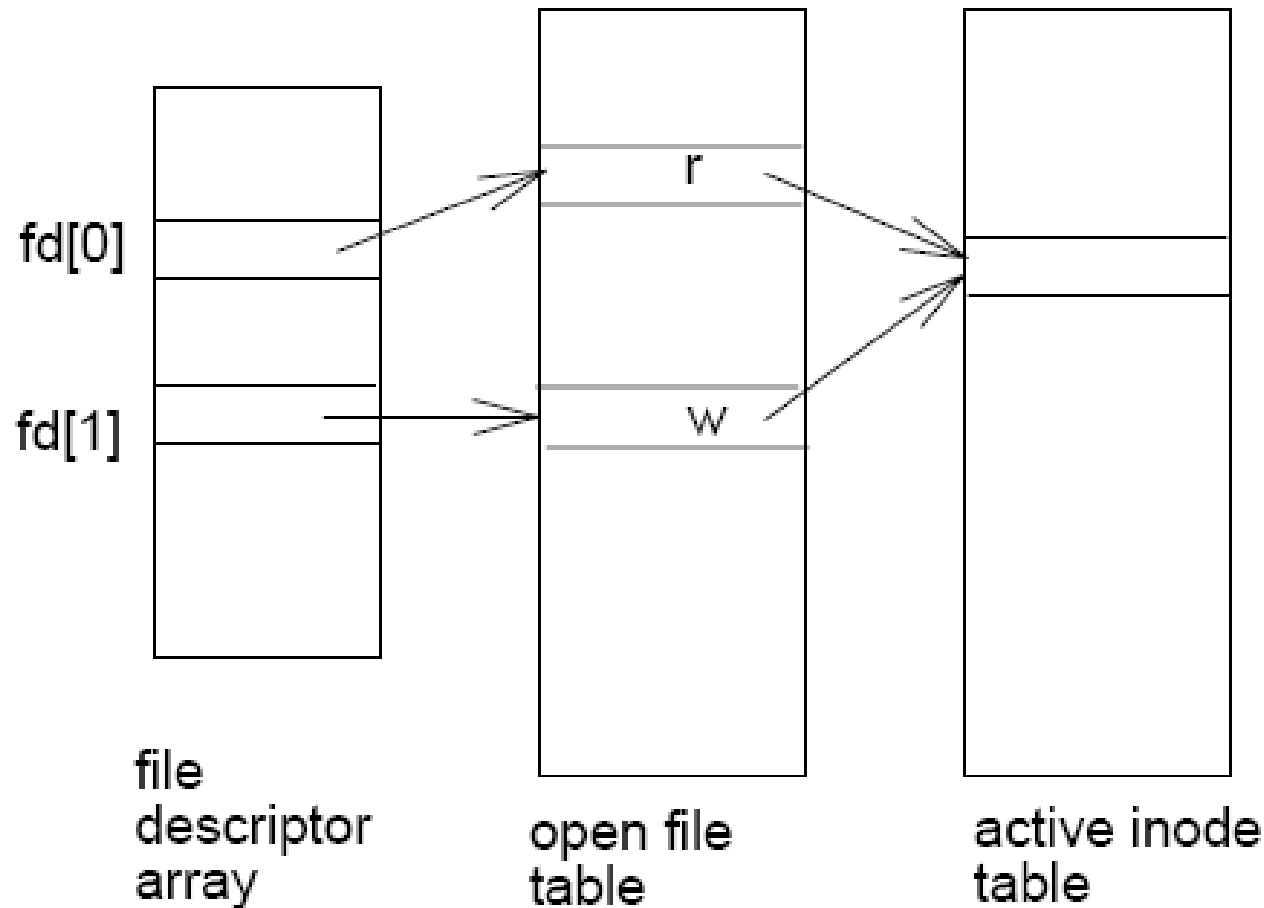 r
fd[0]
fd[1]
w
file
descriptor
array
open file
table
active inode
table